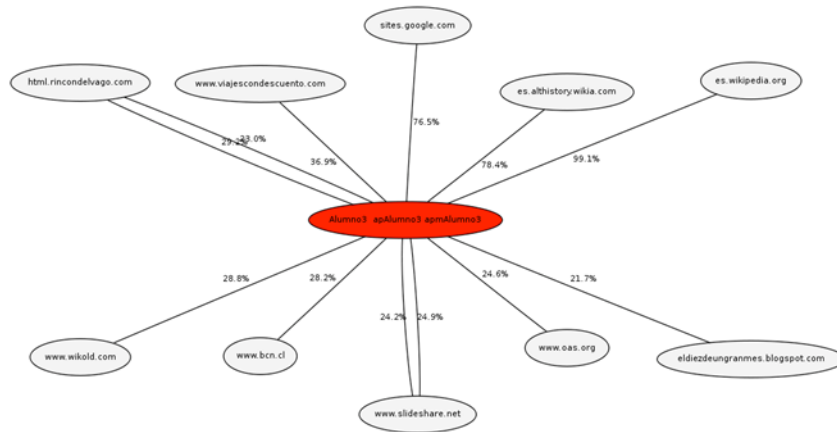 sites.google.com
html.rincondelvago.com
www.viajescondescuento.com
es.althistory.wikia.com
es.wikipedia.org
76.5%
23.0%
29.2%
36.9%
78.4%
99.1%
Alumno3 apAlumno3 apmAlumno3
28.8%
28.2%
24.6%
21.7%
24.2%
24.9%
www.wikold.com
www.bcn.cl
www.oas.org
eldiezdeungranmes.blogspot.com
www.slideshare.net